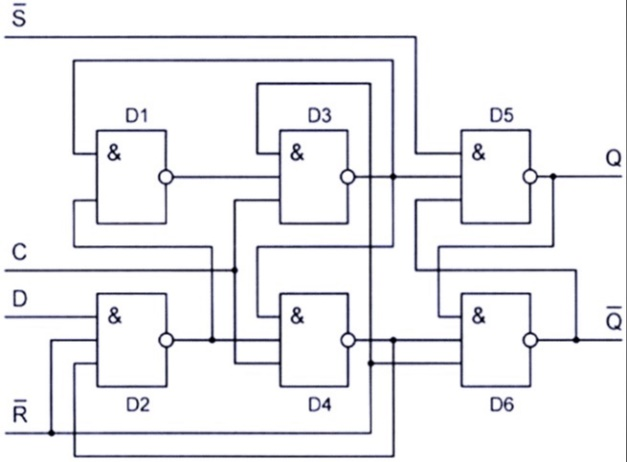 S̅
D1 D3 D5
& & &
Q
C
D
& & &
Q̅
R̅
D2 D4 D6